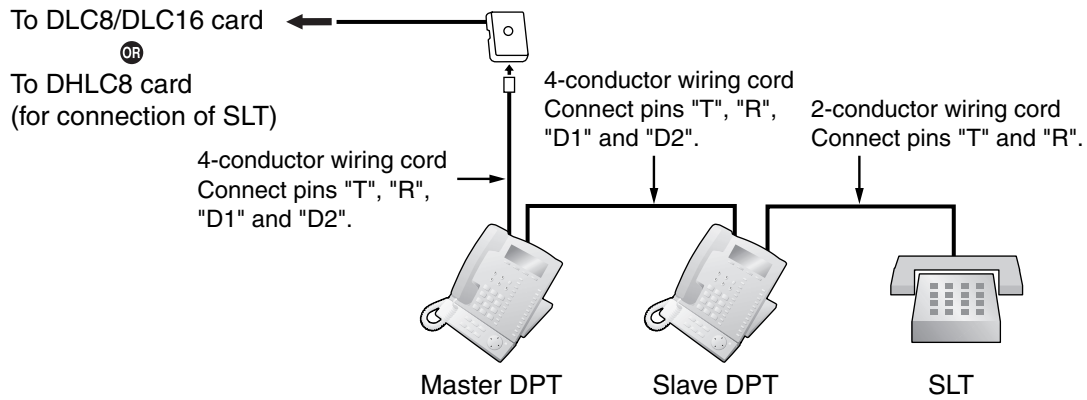 To DLC8/DLC16 card
OR
To DHLC8 card
(for connection of SLT)
4-conductor wiring cord
Connect pins "T", "R",
"D1" and "D2".
4-conductor wiring cord
Connect pins "T", "R",
"D1" and "D2".
2-conductor wiring cord
Connect pins "T" and "R".
Master DPT
Slave DPT
SLT